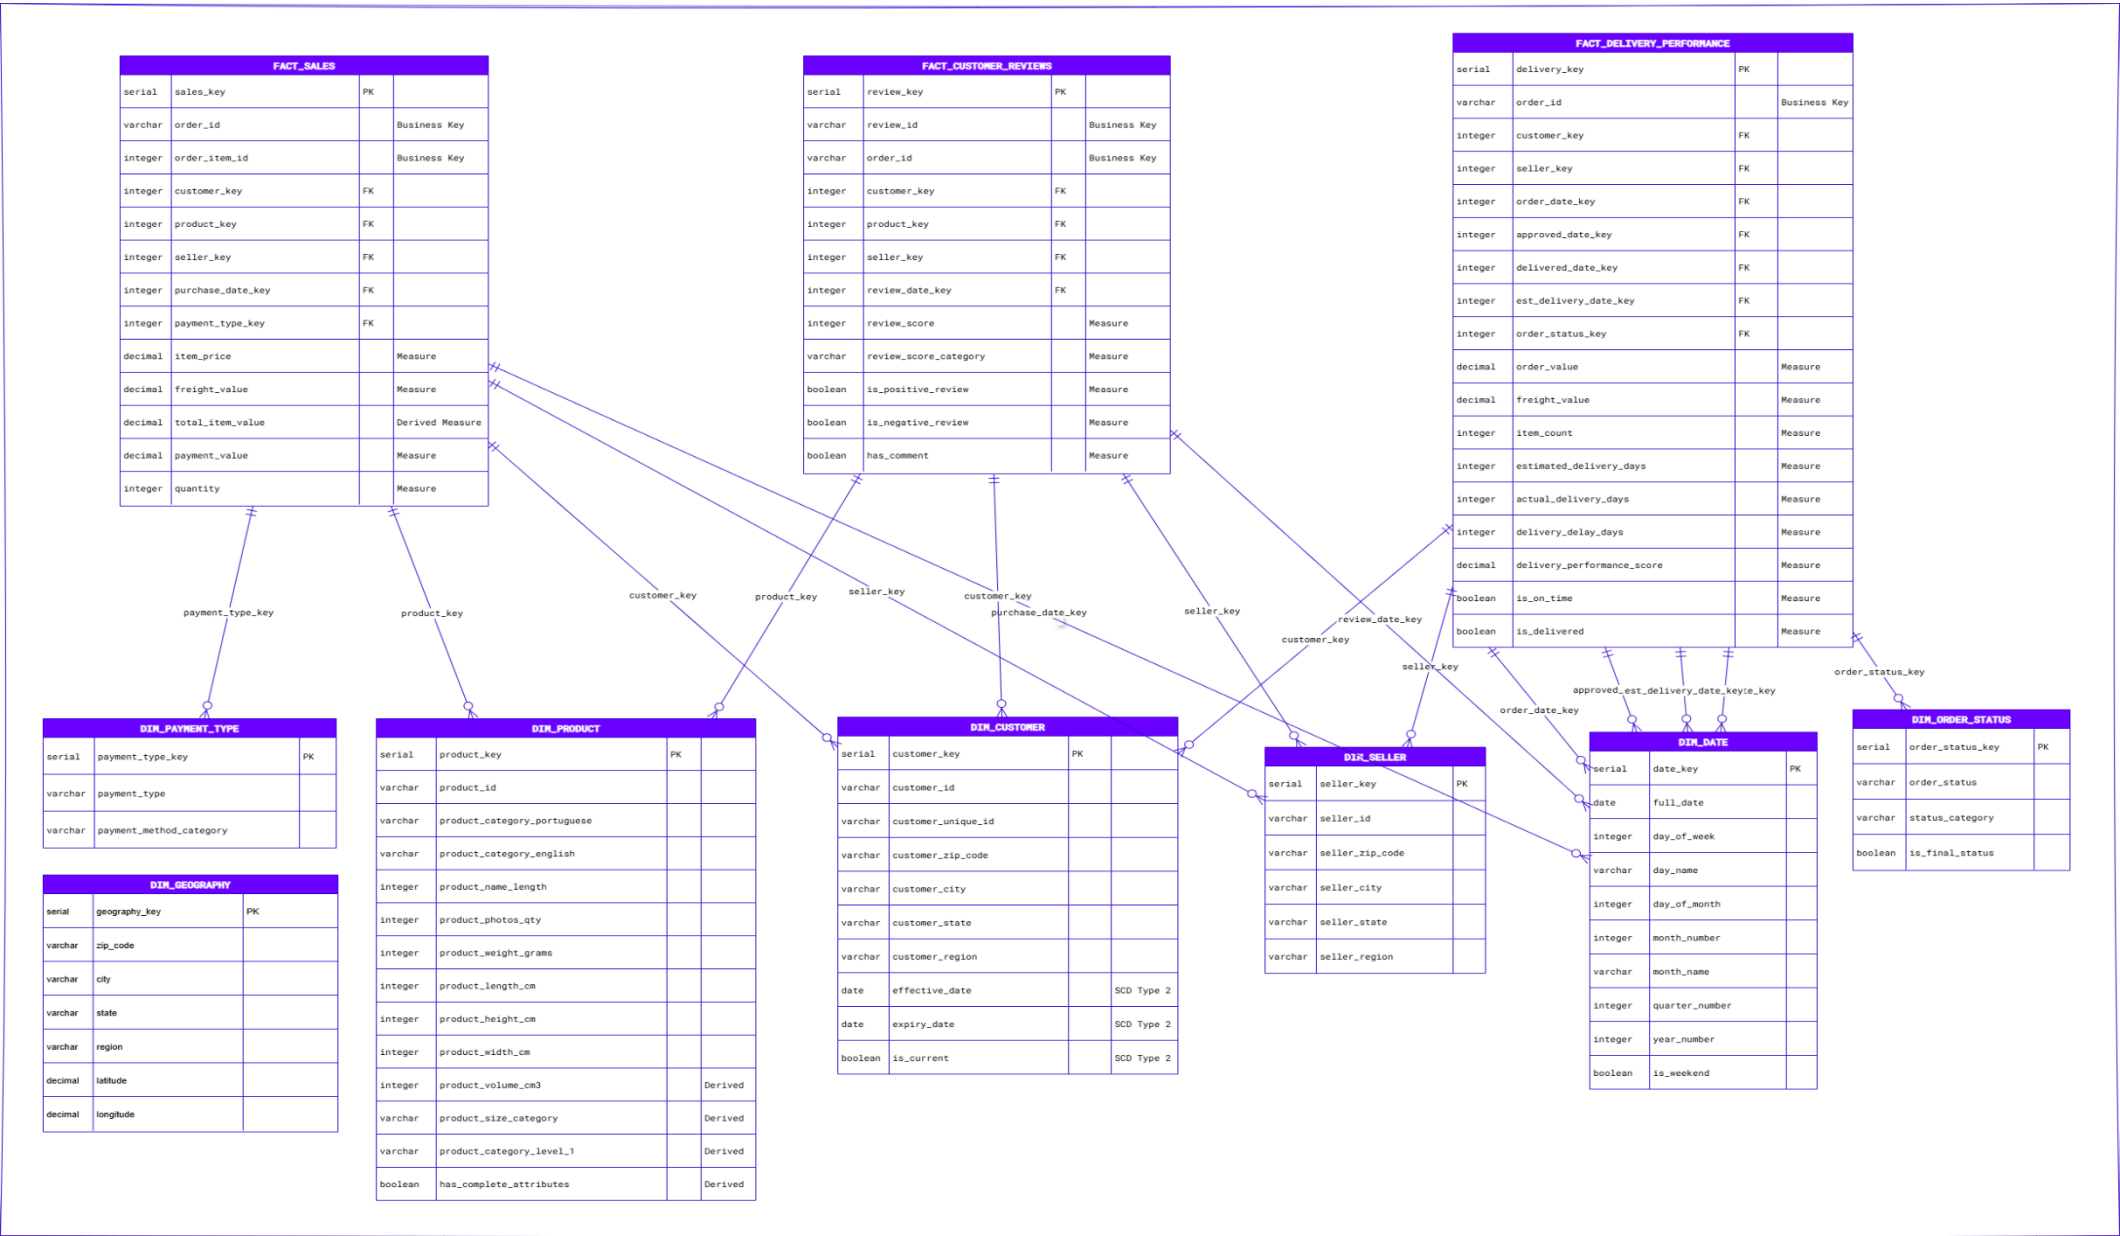 FACT_SALES
serial sales_key PK
varchar order_id Business Key
integer order_item_id Business Key
integer customer_key FK
integer product_key FK
integer seller_key FK
integer purchase_date_key FK
integer payment_type_key FK
decimal item_price Measure
decimal freight_value Measure
decimal total_item_value Derived Measure
decimal payment_value Measure
integer quantity Measure
FACT_CUSTOMER_REVIEWS
serial review_key PK
varchar review_id Business Key
varchar order_id Business Key
integer customer_key FK
integer product_key FK
integer seller_key FK
integer review_date_key FK
integer review_score Measure
varchar review_score_category Measure
boolean is_positive_review Measure
boolean is_negative_review Measure
boolean has_comment Measure
FACT_DELIVERY_PERFORMANCE
serial delivery_key PK
varchar order_id Business Key
integer customer_key FK
integer seller_key FK
integer order_date_key FK
integer approved_date_key FK
integer delivered_date_key FK
integer est_delivery_date_key FK
integer order_status_key FK
decimal order_value Measure
decimal freight_value Measure
integer item_count Measure
integer estimated_delivery_days Measure
integer actual_delivery_days Measure
integer delivery_delay_days Measure
decimal delivery_performance_score Measure
boolean is_on_time Measure
boolean is_delivered Measure
payment_type_key
product_key
customer_key
product_key
seller_key
customer_key
purchase_date_key
seller_key
customer_key
review_date_key
seller_key
order_date_key
approved_
est_delivery_date_key
order_status_key
DIM_PAYMENT_TYPE
serial payment_type_key PK
varchar payment_type
varchar payment_method_category
DIM_GEOGRAPHY
serial geography_key PK
varchar zip_code
varchar city
varchar state
varchar region
decimal latitude
decimal longitude
DIM_PRODUCT
serial product_key PK
varchar product_id
varchar product_category_portuguese
varchar product_category_english
integer product_name_length
integer product_photos_qty
integer product_weight_grams
integer product_length_cm
integer product_height_cm
integer product_width_cm
integer product_volume_cm3 Derived
varchar product_size_category Derived
varchar product_category_level_1 Derived
boolean has_complete_attributes Derived
DIM_CUSTOMER
serial customer_key PK
varchar customer_id
varchar customer_unique_id
varchar customer_zip_code
varchar customer_city
varchar customer_state
varchar customer_region
date effective_date SCD Type 2
date expiry_date SCD Type 2
boolean is_current SCD Type 2
DIM_SELLER
serial seller_key PK
varchar seller_id
varchar seller_zip_code
varchar seller_city
varchar seller_state
varchar seller_region
DIM_DATE
serial date_key PK
date full_date
integer day_of_week
varchar day_name
integer day_of_month
integer month_number
varchar month_name
integer quarter_number
integer year_number
boolean is_weekend
DIM_ORDER_STATUS
serial order_status_key PK
varchar order_status
varchar status_category
boolean is_final_status